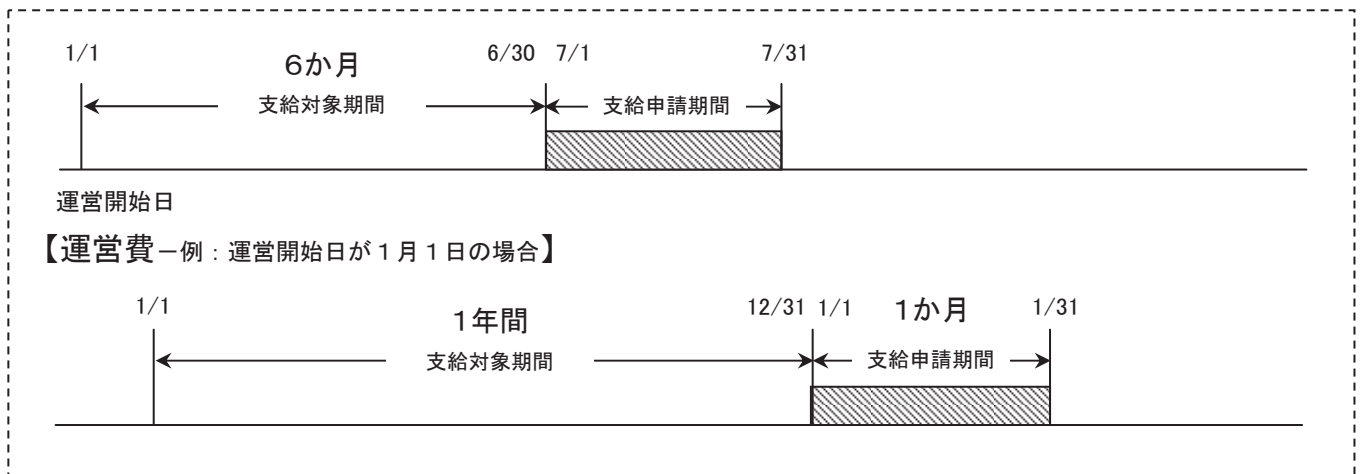 1/1 6か月 6/30 7/1 7/31
支給対象期間 支給申請期間
運営開始日
【運営費－例：運営開始日が１月１日の場合】
1/1 １年間 12/31 1/1 １か月 1/31
支給対象期間 支給申請期間